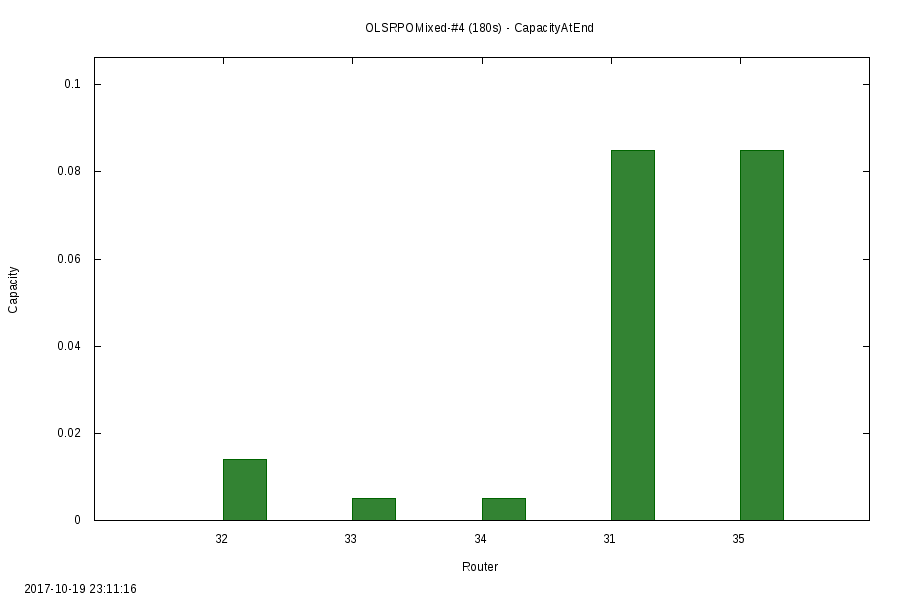 OLSRPOMixed-#4 (180s) - CapacityAtEnd
0.1
0.08
0.06
0.04
0.02
0
Capacity
32 33 34 31 35
Router
2017-10-19 23:11:16